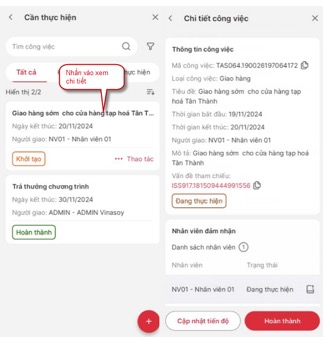 Cần thực hiện
Tìm công việc
Tất cả
hực hiện
Nhấn vào xem
chi tiết
Hiển thị 2/2
Giao hàng sớm cho cửa hàng tạp hoá Tân T...
Ngày kết thúc: 20/11/2024
Người giao: NV01 - Nhân viên 01
Khởi tạo
Thao tác
Trả thưởng chương trình
Ngày kết thúc: 30/11/2024
Người giao: ADMIN - ADMIN Vinasoy
Hoàn thành
Chi tiết công việc
Thông tin công việc
Mã công việc: TAS064.190026197064172
Loại công việc: Giao hàng
Tiêu đề: Giao hàng sớm cho cửa hàng tạp
hoá Tân Thành
Thời gian bắt đầu: 19/11/2024
Thời gian kết thúc: 20/11/2024
Người giao: NV01 - Nhân viên 01
Mô tả: Giao hàng sớm cho cửa hàng tạp hoá
Tân Thành
Vấn đề tham chiếu:
ISS917.181509444991556
Đang thực hiện
Nhân viên đảm nhận
Danh sách nhân viên 1
Nhân viên Trạng thái
NV01 - Nhân viên 01 Đang thực hiện
Cập nhật tiến độ
Hoàn thành